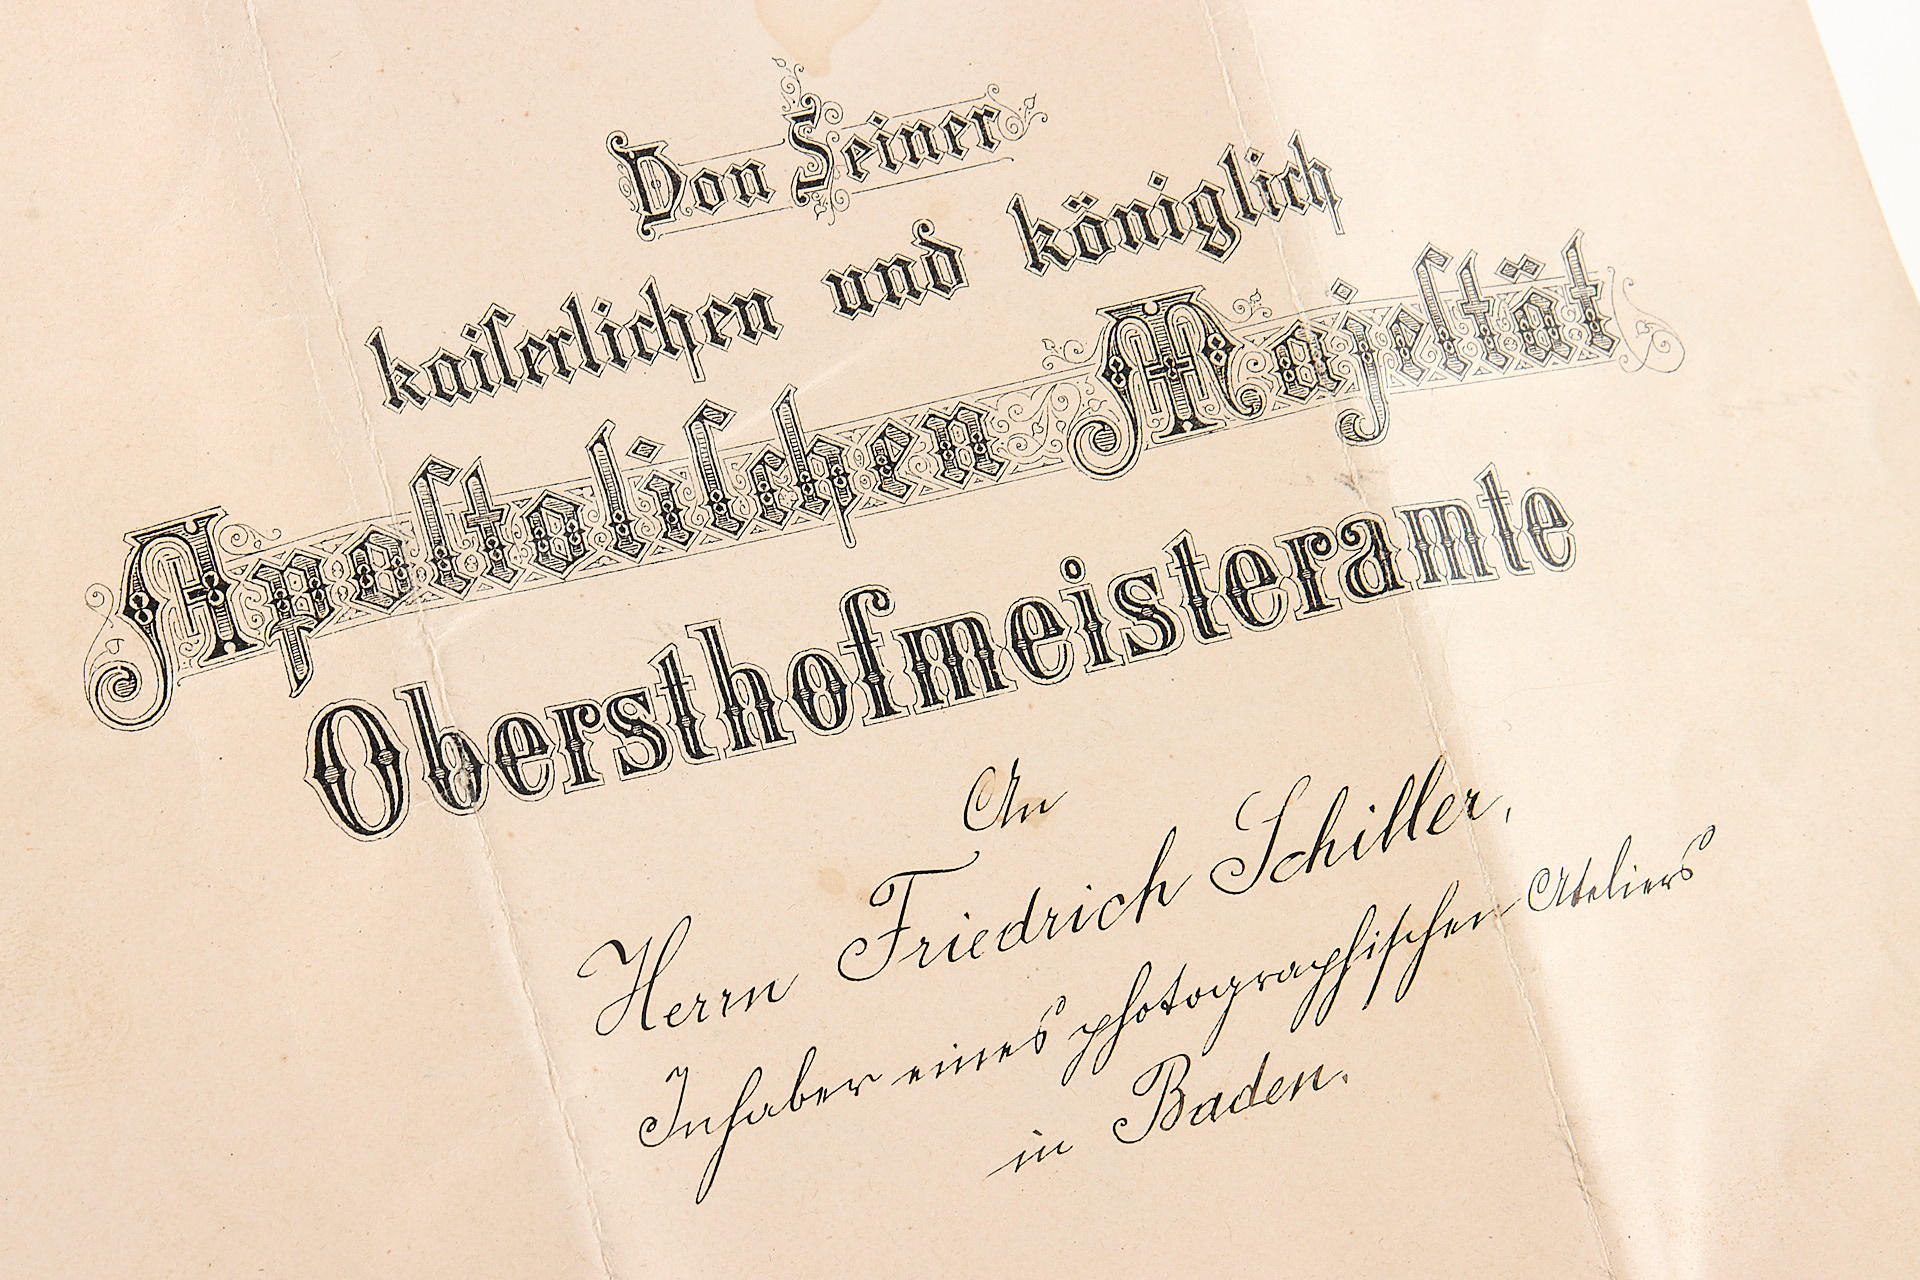 Von Seiner
kaiserlichen und königlich
Apostolischen Majestät
Obersthofmeisteramte
An
Herrn Friedrich Schiller,
Inhaber eines photographischen Ateliers
in Baden.